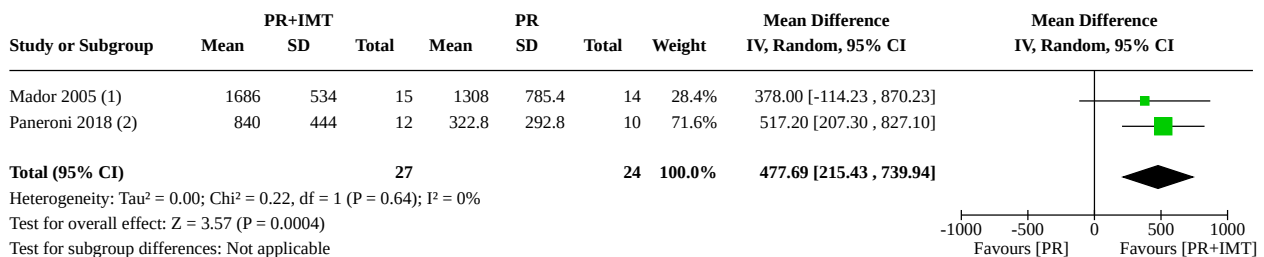 PR+IMT PR Mean Difference Mean Difference
Study or Subgroup Mean SD Total Mean SD Total Weight IV, Random, 95% CI IV, Random, 95% CI
Mador 2005 (1) 1686 534 15 1308 785.4 14 28.4% 378.00 [-114.23 , 870.23]
Paneroni 2018 (2) 840 444 12 322.8 292.8 10 71.6% 517.20 [207.30 , 827.10]
Total (95% CI) 27 24 100.0% 477.69 [215.43 , 739.94]
Heterogeneity: Tau² = 0.00; Chi² = 0.22, df = 1 (P = 0.64); I² = 0%
Test for overall effect: Z = 3.57 (P = 0.0004) -1000 -500 0 500 1000
Test for subgroup differences: Not applicable Favours [PR] Favours [PR+IMT]